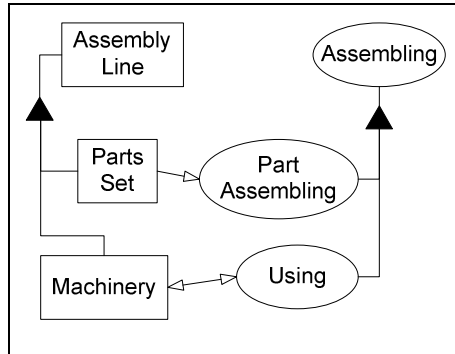 Assembly
Line
Assembling
Parts
Set
Part
Assembling
Machinery
Using